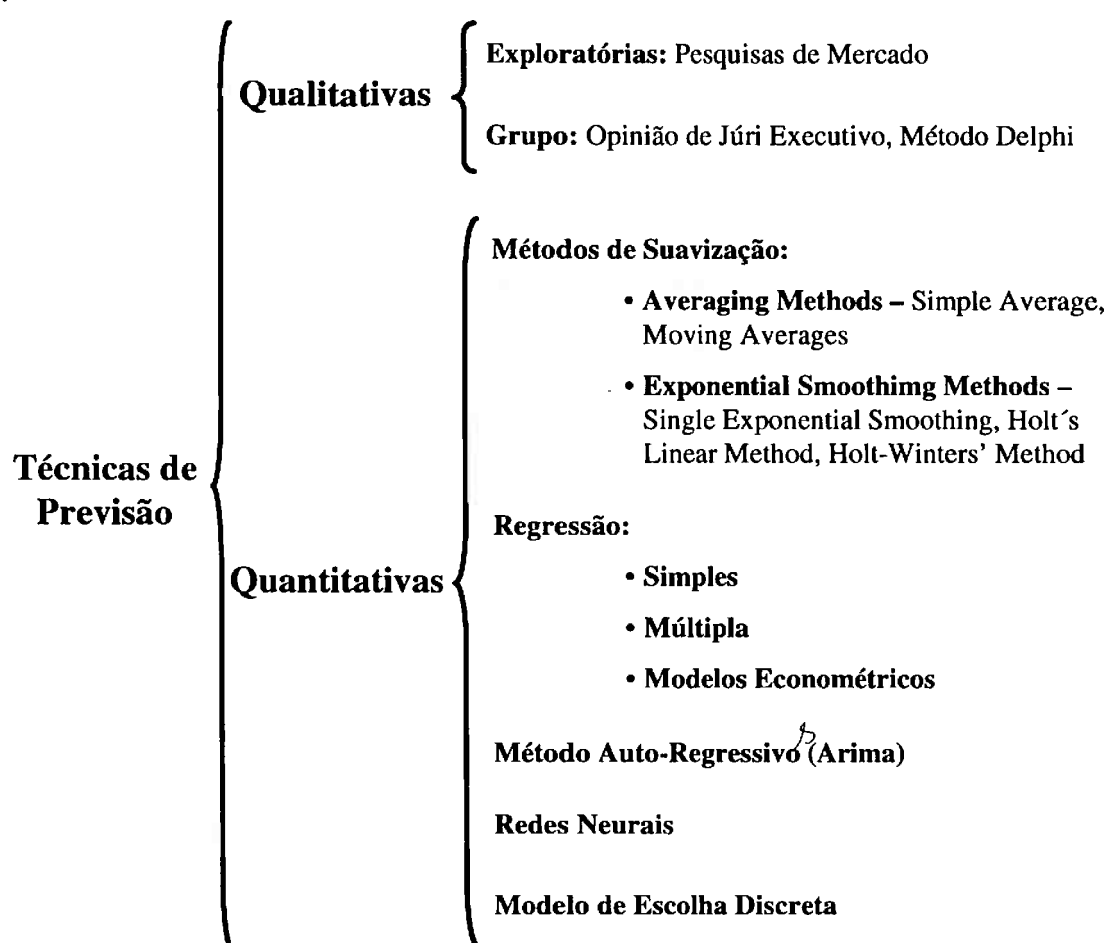 Técnicas de
Previsão
Qualitativas
Exploratórias: Pesquisas de Mercado
Grupo: Opinião de Júri Executivo, Método Delphi
Quantitativas
Métodos de Suavização:
• Averaging Methods – Simple Average,
Moving Averages
• Exponential Smoothimg Methods –
Single Exponential Smoothing, Holt´s
Linear Method, Holt-Winters’ Method
Regressão:
• Simples
• Múltipla
• Modelos Econométricos
Método Auto-Regressivo (Arima)
Redes Neurais
Modelo de Escolha Discreta